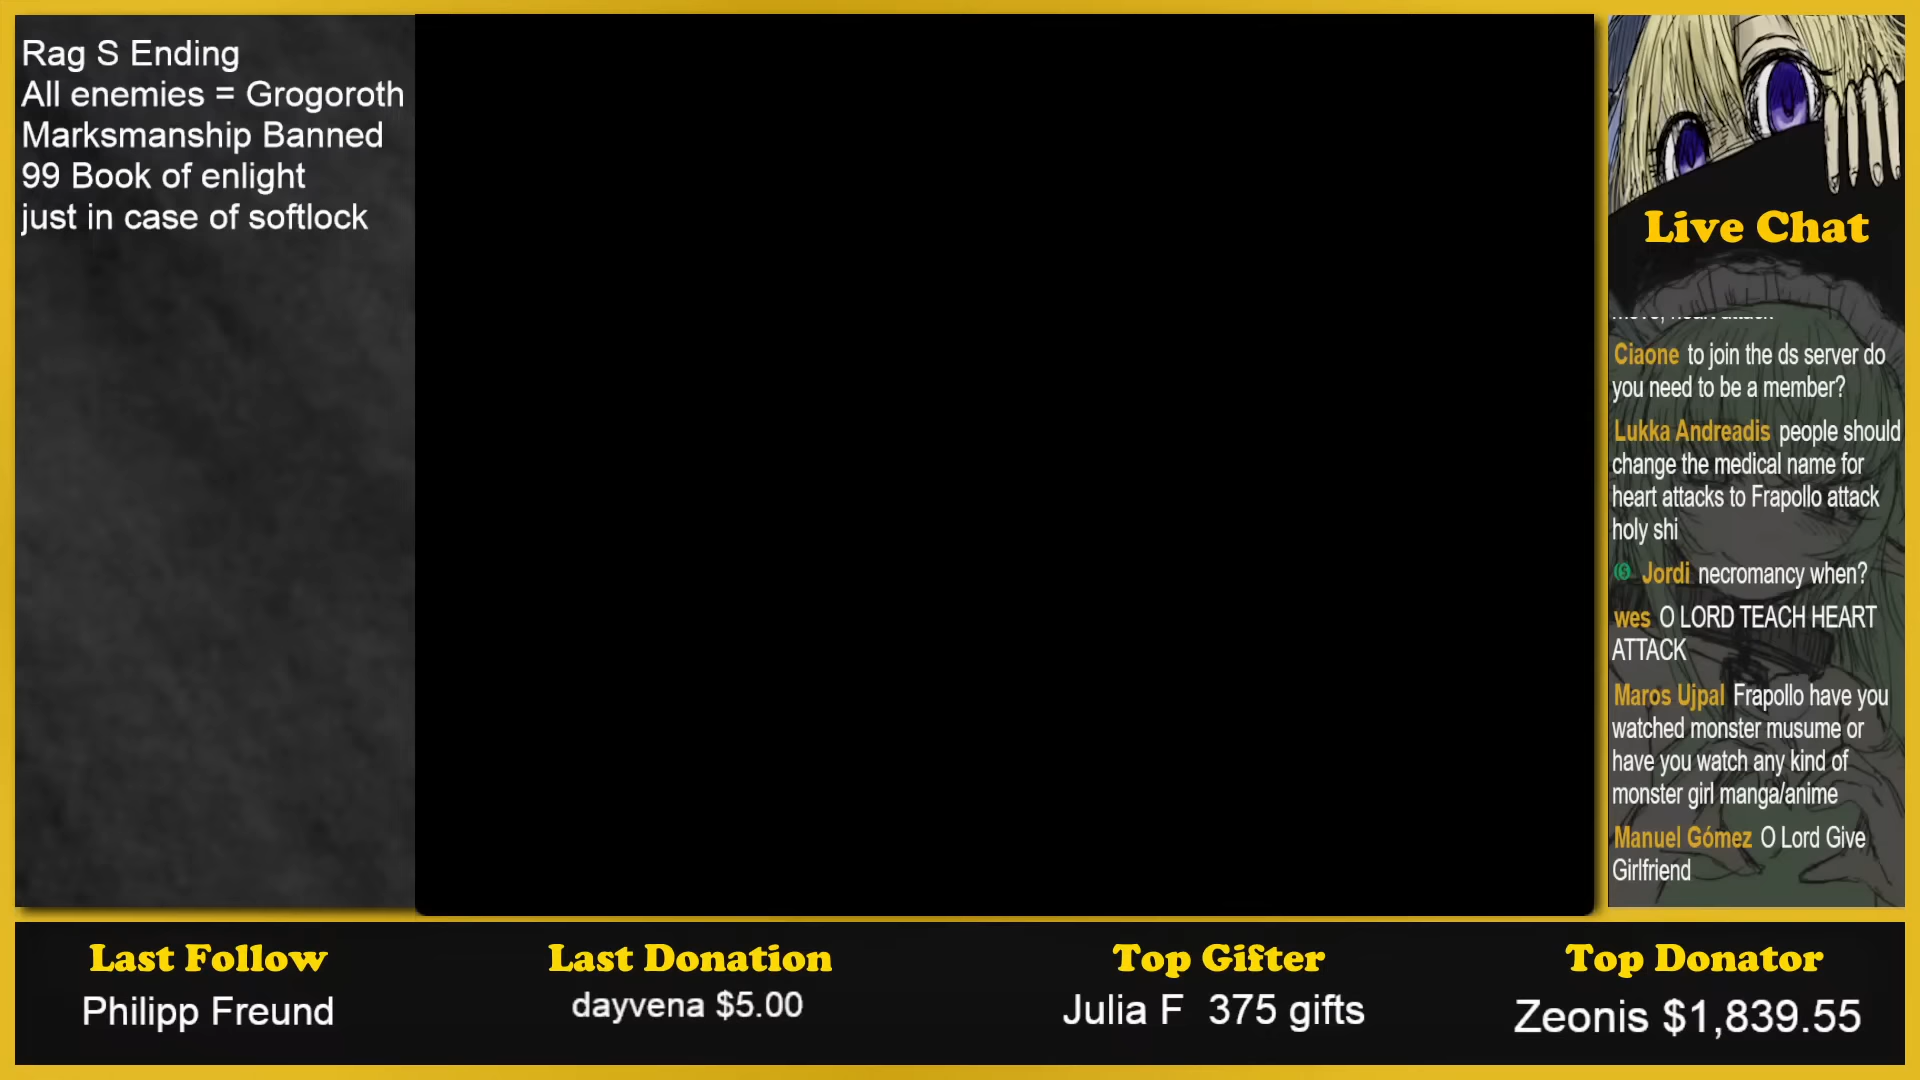 Rag S Ending
All enemies = Grogoroth
Marksmanship Banned
99 Book of enlight
just in case of softlock
Live Chat
Ciaone to join the ds server do
you need to be a member?
Lukka Andreadis people should
change the medical name for
heart attacks to Frapollo attack
holy shi
Jordi necromancy when?
wes O LORD TEACH HEART
ATTACK
Maros Ujpal Frapollo have you
watched monster musume or
have you watch any kind of
monster girl manga/anime
Manuel Gómez O Lord Give
Girlfriend
Last Follow
Philipp Freund
Last Donation
dayvena $5.00
Top Gifter
Julia F 375 gifts
Top Donator
Zeonis $1,839.55